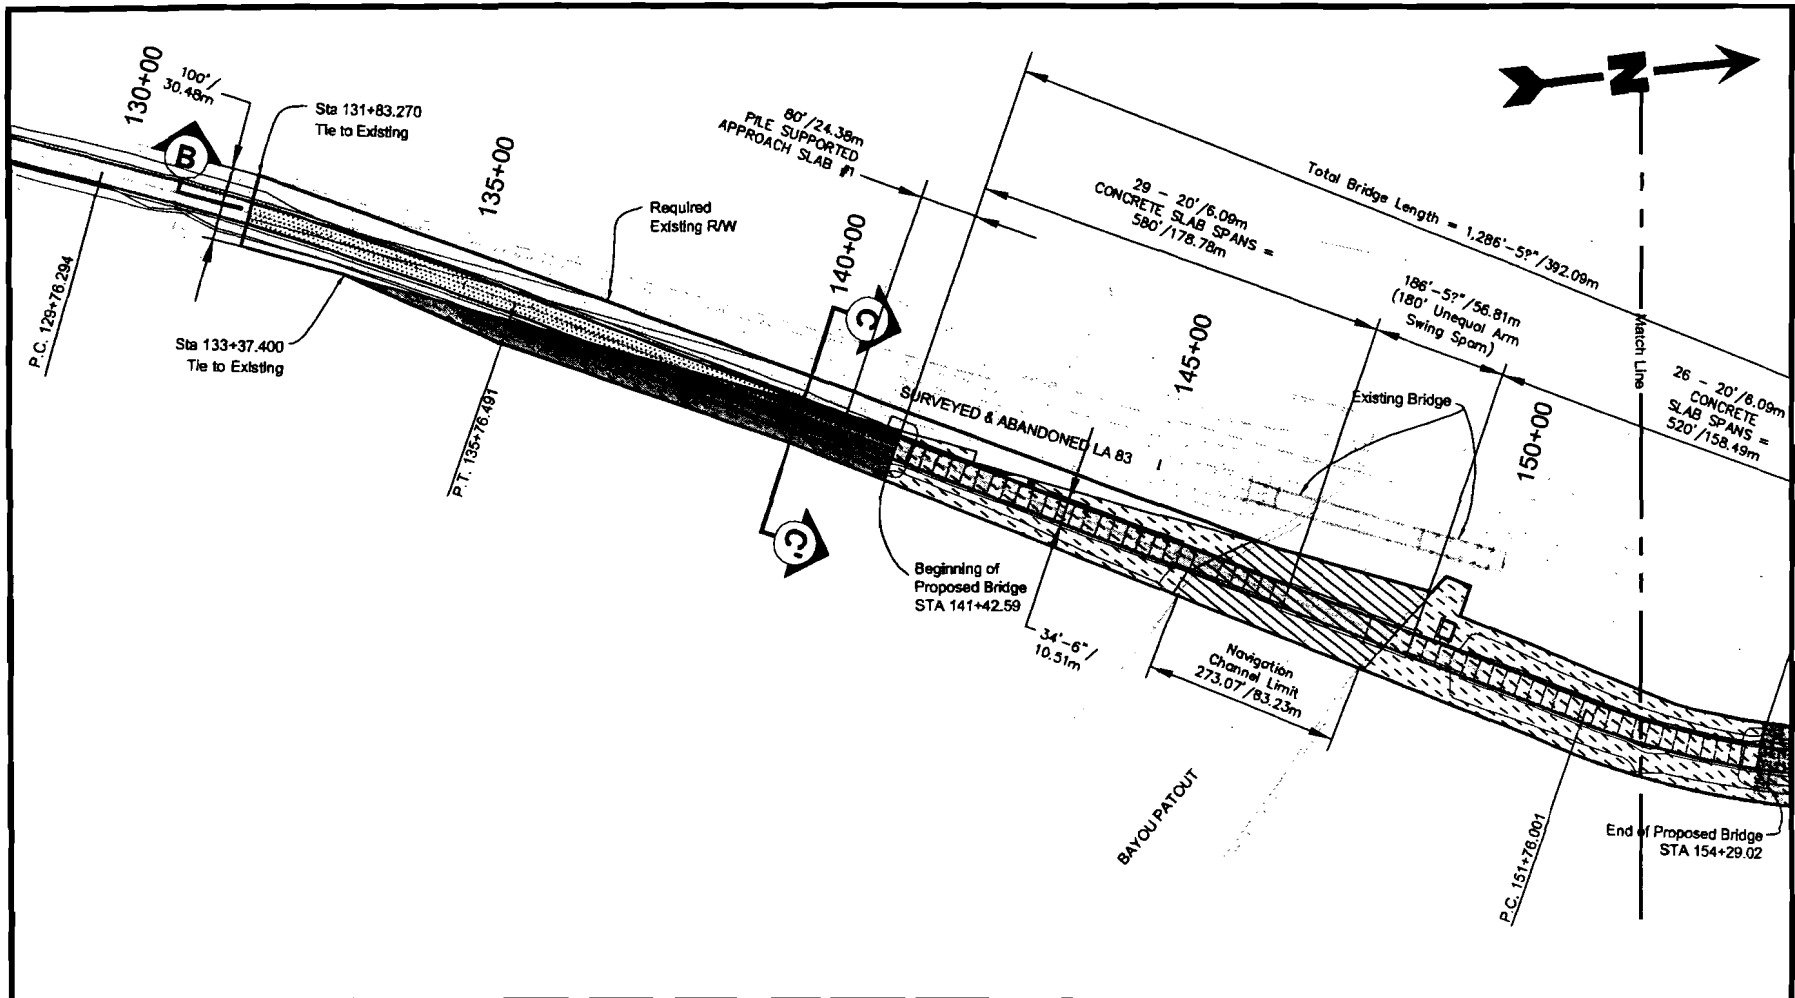 130+00
100'/
30.48m
Sta 131+83.270
Tie to Existing
B
135+00
Required
Existing R/W
80'/24.38m
PILE SUPPORTED
APPROACH SLAB #1
140+00
C
29 - 20'/6.09m
CONCRETE SLAB SPANS =
580'/178.78m
Total Bridge Length = 1,286'-5?"/392.09m
N
186'-5?"/56.81m
(180' Unequal Arm
Swing Span)
145+00
Match Line
26 - 20'/6.09m
CONCRETE
SLAB SPANS =
520'/158.49m
Existing Bridge
150+00
SURVEYED & ABANDONED LA 83
P.C. 129+76.294
Sta 133+37.400
Tie to Existing
P.T. 135+76.491
C'
Beginning of
Proposed Bridge
STA 141+42.59
34'-6"/
10.51m
Navigation
Channel Limit
273.07'/83.23m
BAYOU PATOUT
P.C. 151+76.001
End of Proposed Bridge
STA 154+29.02